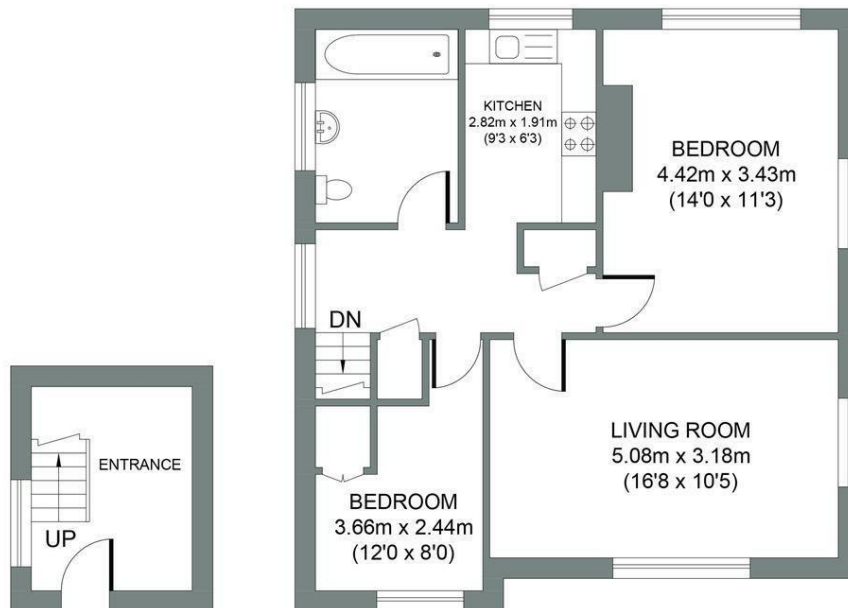 KITCHEN
2.82m x 1.91m
(9'3 x 6'3)
BEDROOM
4.42m x 3.43m
(14'0 x 11'3)
DN
LIVING ROOM
5.08m x 3.18m
(16'8 x 10'5)
BEDROOM
3.66m x 2.44m
(12'0 x 8'0)
ENTRANCE
UP